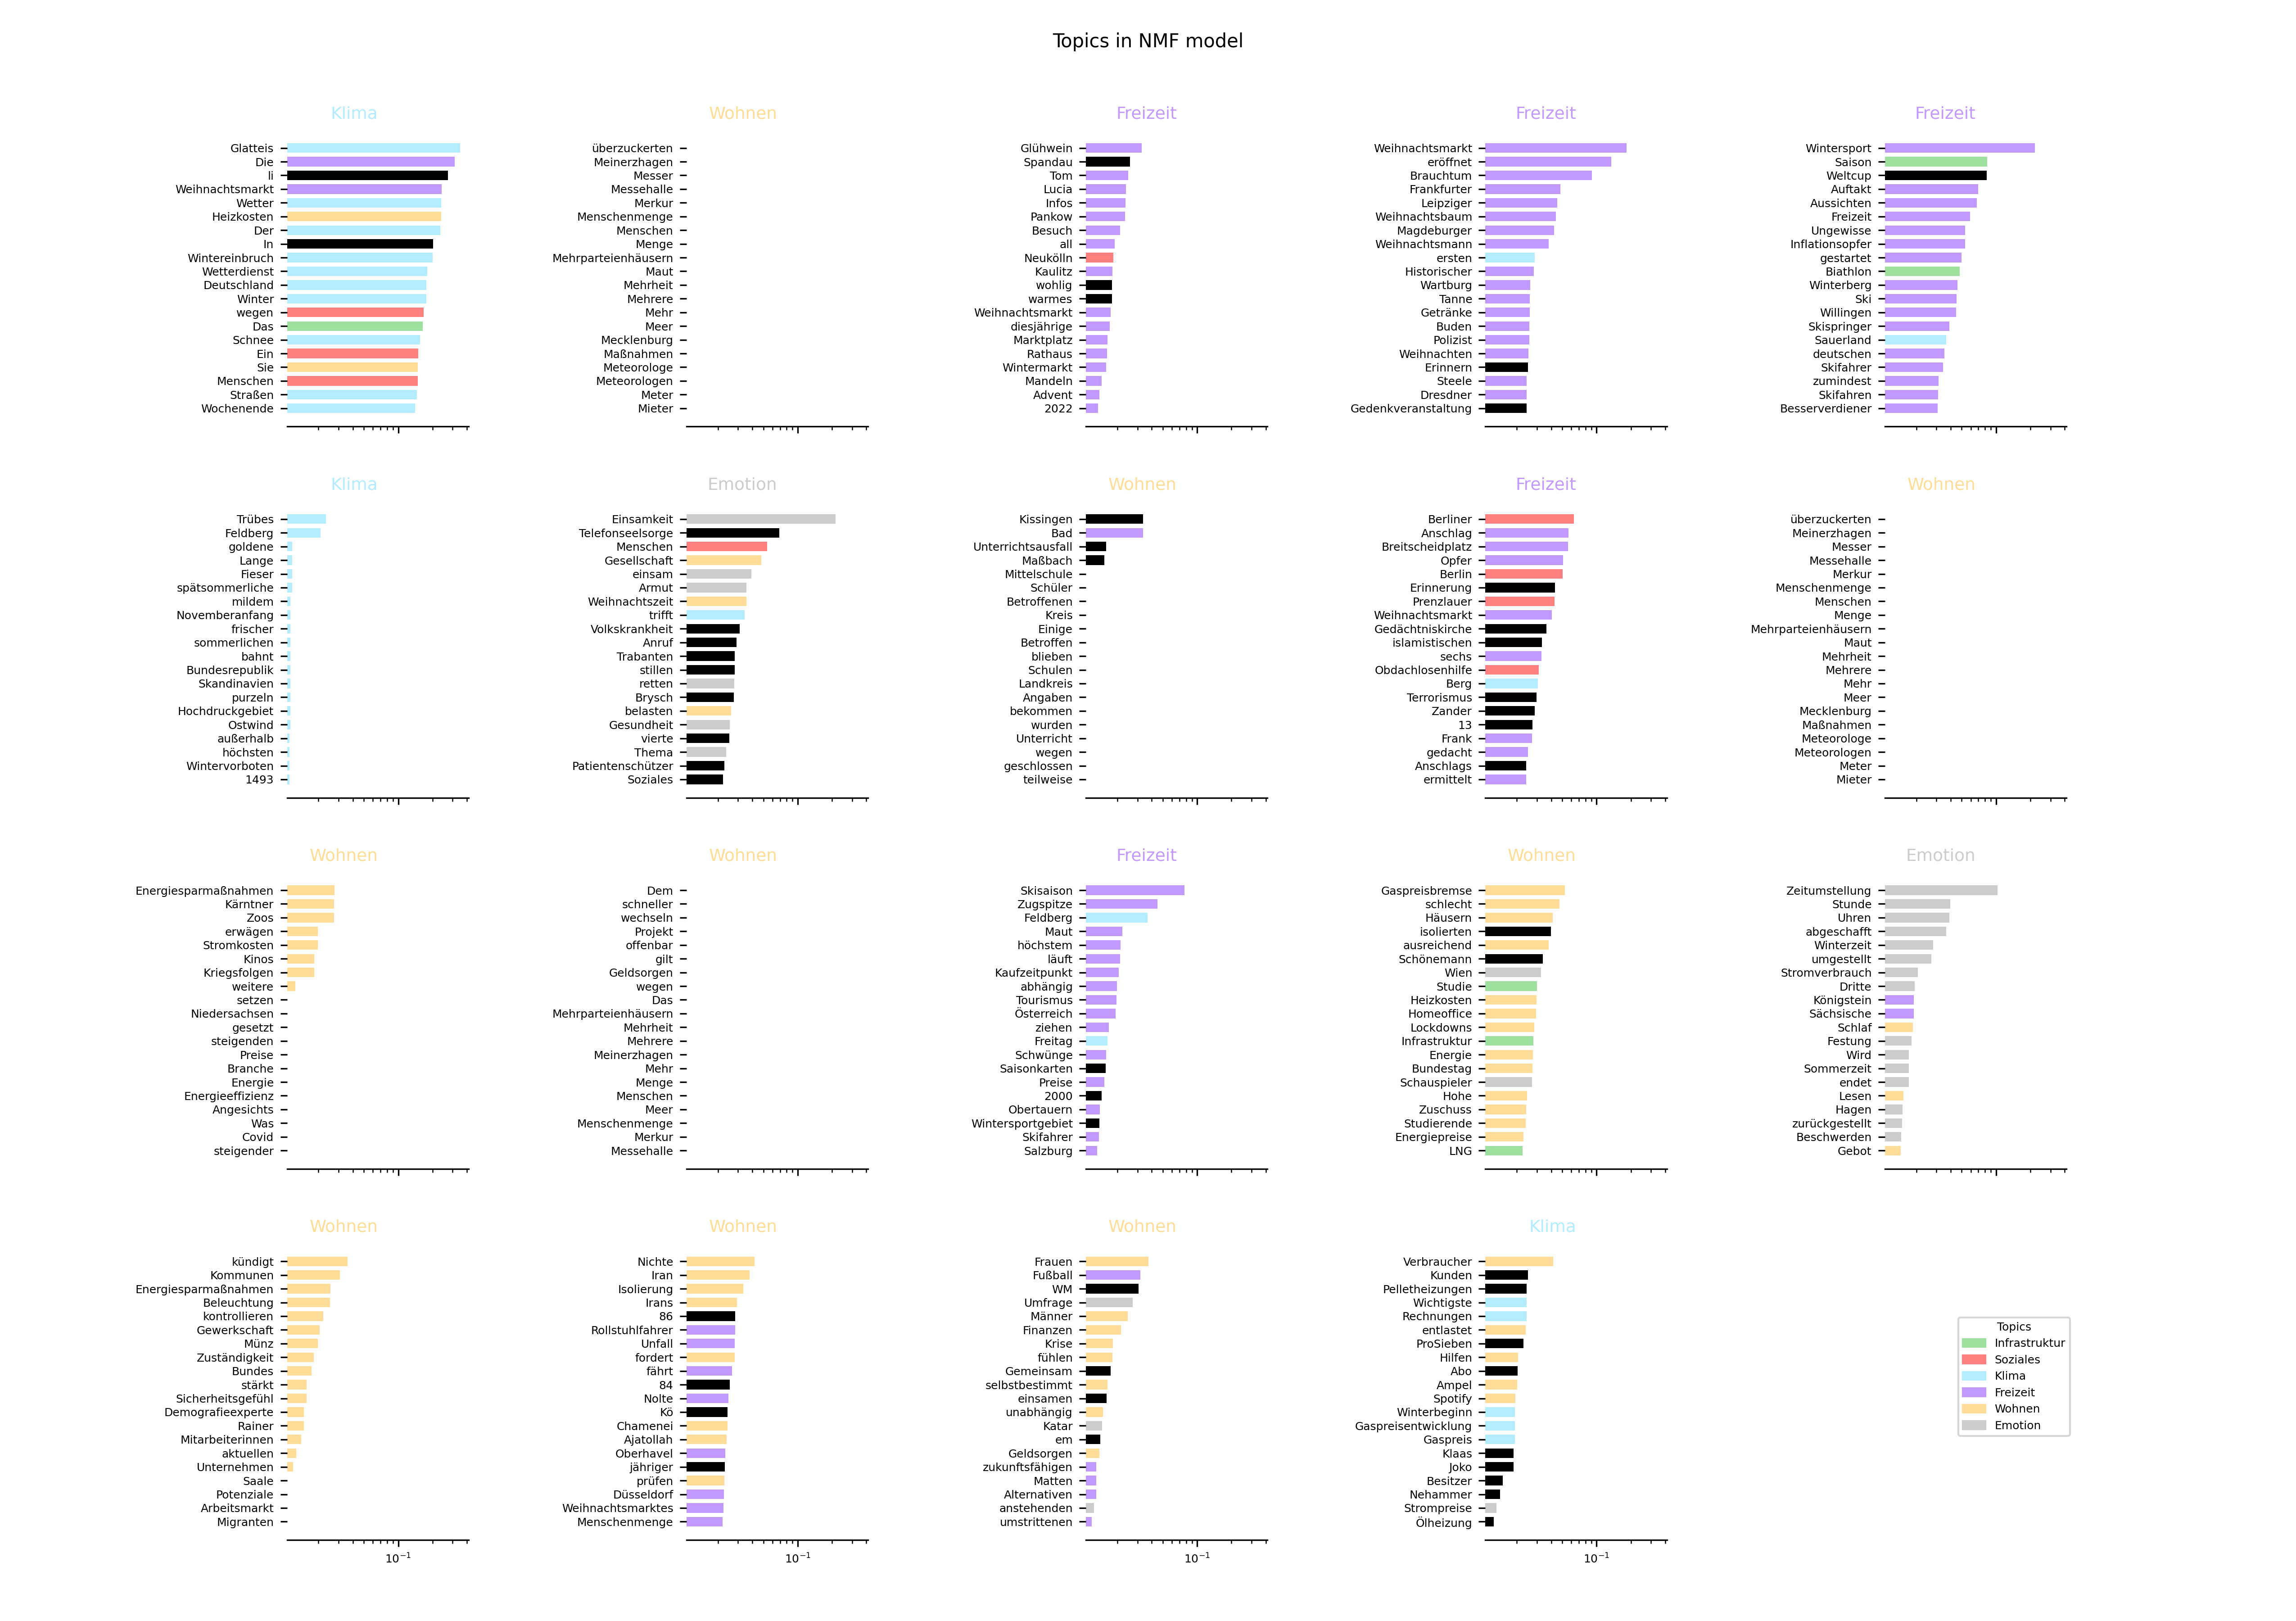 Topics in NMF model
Klima
Glatteis
Die
li
Weihnachtsmarkt
Wetter
Heizkosten
Der
In
Wintereinbruch
Wetterdienst
Deutschland
Winter
wegen
Das
Schnee
Ein
Sie
Menschen
Straßen
Wochenende
Wohnen
überzuckerten
Meinerzhagen
Messer
Messehalle
Merkur
Menschenmenge
Menschen
Menge
Mehrparteienhäusern
Maut
Mehrheit
Mehrere
Mehr
Meer
Mecklenburg
Maßnahmen
Meteorologe
Meteorologen
Meter
Mieter
Freizeit
Glühwein
Spandau
Tom
Lucia
Infos
Pankow
Besuch
all
Neukölln
Kaulitz
wohlig
warmes
Weihnachtsmarkt
diesjährige
Marktplatz
Rathaus
Wintermarkt
Mandeln
Advent
2022
Freizeit
Weihnachtsmarkt
eröffnet
Brauchtum
Frankfurter
Leipziger
Weihnachtsbaum
Magdeburger
Weihnachtsmann
ersten
Historischer
Wartburg
Tanne
Getränke
Buden
Polizist
Weihnachten
Erinnern
Steele
Dresdner
Gedenkveranstaltung
Freizeit
Wintersport
Saison
Weltcup
Auftakt
Aussichten
Freizeit
Ungewisse
Inflationsopfer
gestartet
Biathlon
Winterberg
Ski
Willingen
Skispringer
Sauerland
deutschen
Skifahrer
zumindest
Skifahren
Besserverdiener
Klima
Trübes
Feldberg
goldene
Lange
Fieser
spätsommerliche
mildem
Novemberanfang
frischer
sommerlichen
bahnt
Bundesrepublik
Skandinavien
purzeln
Hochdruckgebiet
Ostwind
außerhalb
höchsten
Wintervorboten
1493
Emotion
Einsamkeit
Telefonseelsorge
Menschen
Gesellschaft
einsam
Armut
Weihnachtszeit
trifft
Volkskrankheit
Anruf
Trabanten
stillen
retten
Brysch
belasten
Gesundheit
vierte
Thema
Patientenschützer
Soziales
Wohnen
Kissingen
Bad
Unterrichtsausfall
Maßbach
Mittelschule
Schüler
Betroffenen
Kreis
Einige
Betroffen
blieben
Schulen
Landkreis
Angaben
bekommen
wurden
Unterricht
wegen
geschlossen
teilweise
Freizeit
Berliner
Anschlag
Breitscheidplatz
Opfer
Berlin
Erinnerung
Prenzlauer
Weihnachtsmarkt
Gedächtniskirche
islamistischen
sechs
Obdachlosenhilfe
Berg
Terrorismus
Zander
13
Frank
gedacht
Anschlags
ermittelt
Wohnen
überzuckerten
Meinerzhagen
Messer
Messehalle
Merkur
Menschenmenge
Menschen
Menge
Mehrparteienhäusern
Maut
Mehrheit
Mehrere
Mehr
Meer
Mecklenburg
Maßnahmen
Meteorologe
Meteorologen
Meter
Mieter
Wohnen
Energiesparmaßnahmen
Kärntner
Zoos
erwägen
Stromkosten
Kinos
Kriegsfolgen
weitere
setzen
Niedersachsen
gesetzt
steigenden
Preise
Branche
Energie
Energieeffizienz
Angesichts
Was
Covid
steigender
Wohnen
Dem
schneller
wechseln
Projekt
offenbar
gilt
Geldsorgen
wegen
Das
Mehrparteienhäusern
Mehrheit
Mehrere
Meinerzhagen
Mehr
Menge
Menschen
Meer
Menschenmenge
Merkur
Messehalle
Freizeit
Skisaison
Zugspitze
Feldberg
Maut
höchstem
läuft
Kaufzeitpunkt
abhängig
Tourismus
Österreich
ziehen
Freitag
Schwünge
Saisonkarten
Preise
2000
Obertauern
Wintersportgebiet
Skifahrer
Salzburg
Wohnen
Gaspreisbremse
schlecht
Häusern
isolierten
ausreichend
Schönemann
Wien
Studie
Heizkosten
Homeoffice
Lockdowns
Infrastruktur
Energie
Bundestag
Schauspieler
Hohe
Zuschuss
Studierende
Energiepreise
LNG
Emotion
Zeitumstellung
Stunde
Uhren
abgeschafft
Winterzeit
umgestellt
Stromverbrauch
Dritte
Königstein
Sächsische
Schlaf
Festung
Wird
Sommerzeit
endet
Lesen
Hagen
zurückgestellt
Beschwerden
Gebot
Wohnen
kündigt
Kommunen
Energiesparmaßnahmen
Beleuchtung
kontrollieren
Gewerkschaft
Münz
Zuständigkeit
Bundes
stärkt
Sicherheitsgefühl
Demografieexperte
Rainer
Mitarbeiterinnen
aktuellen
Unternehmen
Saale
Potenziale
Arbeitsmarkt
Migranten
10⁻¹
Wohnen
Nichte
Iran
Isolierung
Irans
86
Rollstuhlfahrer
Unfall
fordert
fährt
84
Nolte
Kö
Chamenei
Ajatollah
Oberhavel
jähriger
prüfen
Düsseldorf
Weihnachtsmarktes
Menschenmenge
10⁻¹
Wohnen
Frauen
Fußball
WM
Umfrage
Männer
Finanzen
Krise
fühlen
Gemeinsam
selbstbestimmt
einsamen
unabhängig
Katar
em
Geldsorgen
zukunftsfähigen
Matten
Alternativen
anstehenden
umstrittenen
10⁻¹
Klima
Verbraucher
Kunden
Pelletheizungen
Wichtigste
Rechnungen
entlastet
ProSieben
Hilfen
Abo
Ampel
Spotify
Winterbeginn
Gaspreisentwicklung
Gaspreis
Klaas
Joko
Besitzer
Nehammer
Strompreise
Ölheizung
10⁻¹
Topics
Infrastruktur
Soziales
Klima
Freizeit
Wohnen
Emotion